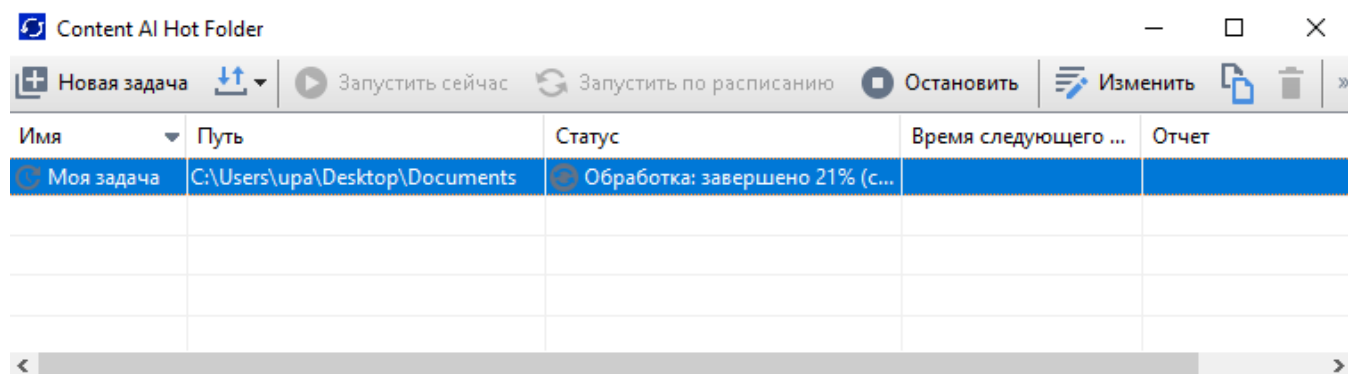 Content AI Hot Folder
Новая задача Запустить сейчас Запустить по расписанию Остановить Изменить »
Имя Путь Статус Время следующего ... Отчет
Моя задача C:\Users\upa\Desktop\Documents Обработка: завершено 21% (с...